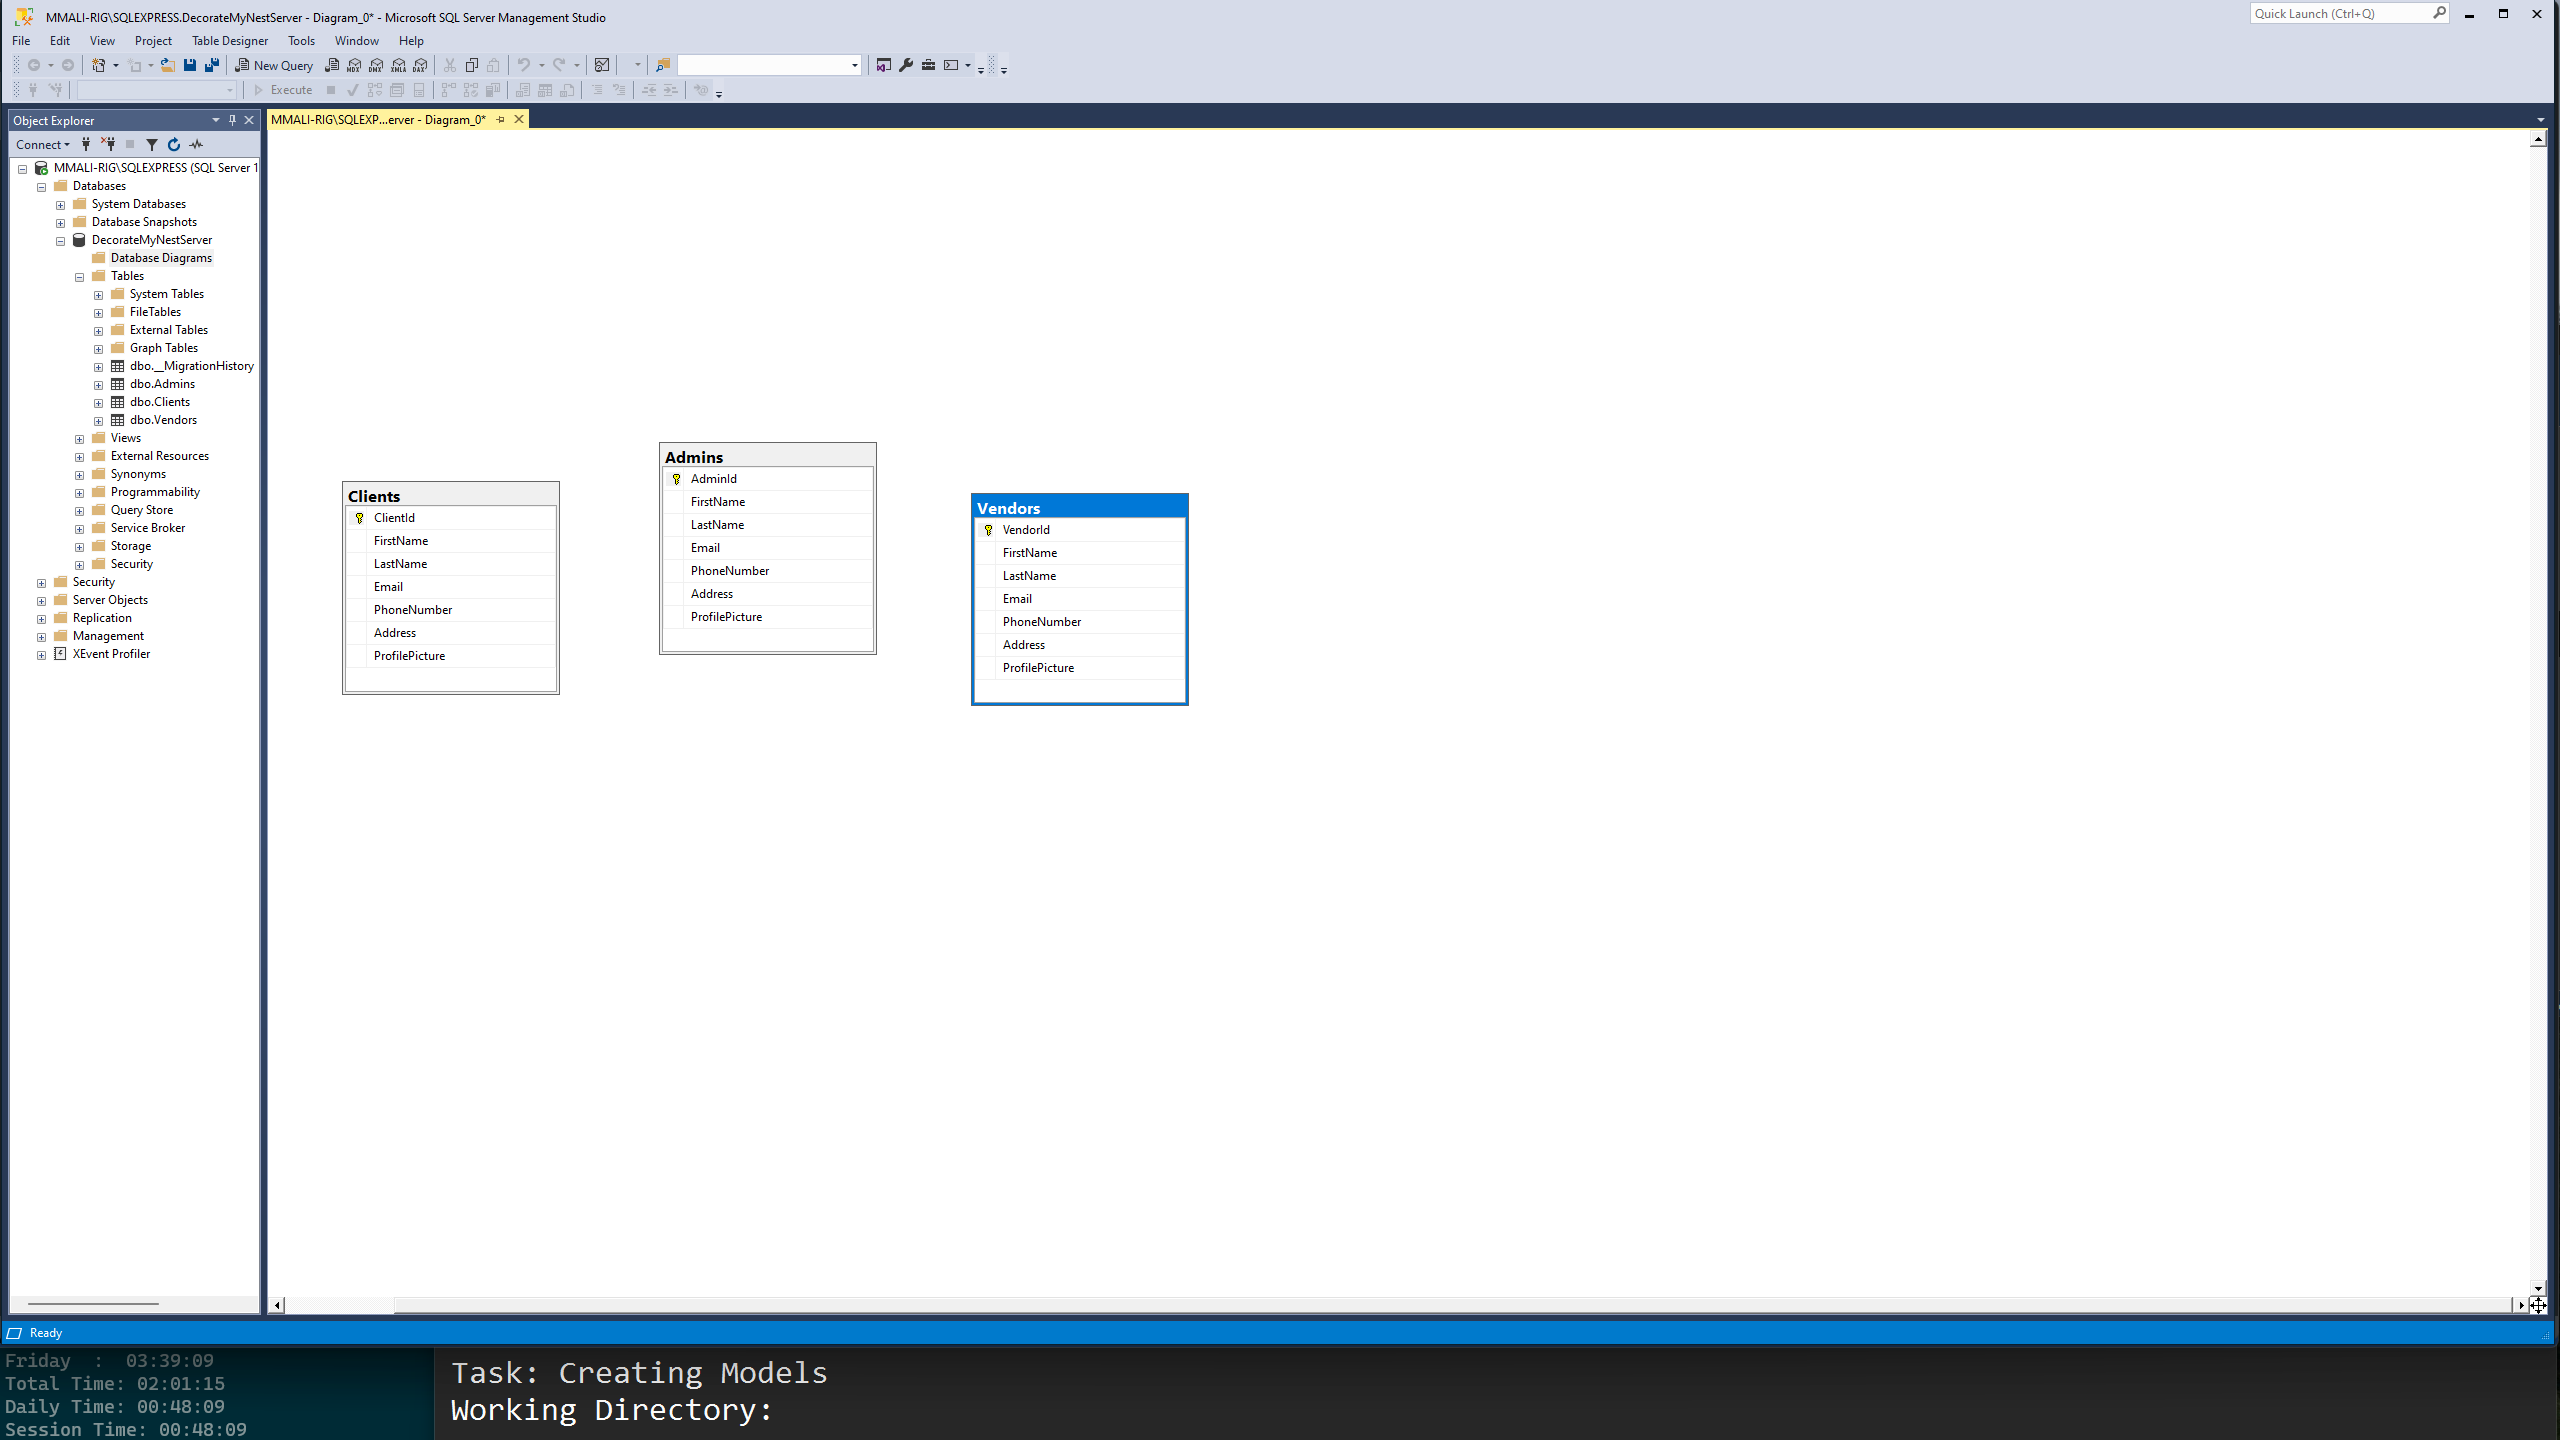 MMALI-RIG\SQLEXPRESS.DecorateMyNestServer - Diagram_0* - Microsoft SQL Server Management Studio
Quick Launch (Ctrl+Q)
File Edit View Project Table Designer Tools Window Help
New Query MDX DMX XMLA DAX
Execute
Object Explorer
MMALI-RIG\SQLEXP...erver - Diagram_0*
Connect
MMALI-RIG\SQLEXPRESS (SQL Server 1
Databases
System Databases
Database Snapshots
DecorateMyNestServer
Database Diagrams
Tables
System Tables
FileTables
External Tables
Graph Tables
dbo.__MigrationHistory
dbo.Admins
dbo.Clients
dbo.Vendors
Views
External Resources
Synonyms
Programmability
Query Store
Service Broker
Storage
Security
Security
Server Objects
Replication
Management
XEvent Profiler
Clients
ClientId
FirstName
LastName
Email
PhoneNumber
Address
ProfilePicture
Admins
AdminId
FirstName
LastName
Email
PhoneNumber
Address
ProfilePicture
Vendors
VendorId
FirstName
LastName
Email
PhoneNumber
Address
ProfilePicture
Ready
Friday : 03:39:09
Total Time: 02:01:15
Daily Time: 00:48:09
Session Time: 00:48:09
Task: Creating Models
Working Directory: